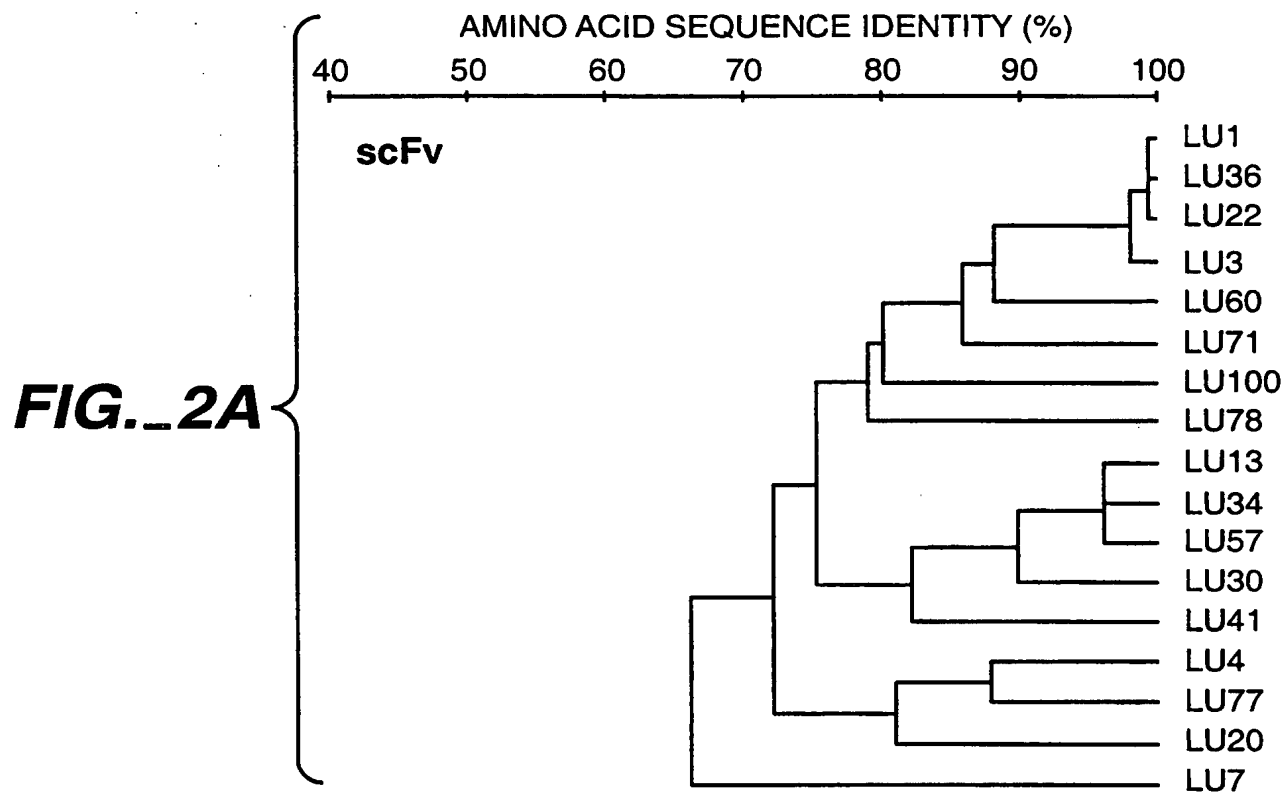 AMINO ACID SEQUENCE IDENTITY (%)
40 50 60 70 80 90 100
scFv
LU1
LU36
LU22
LU3
LU60
LU71
LU100
LU78
FIG._2A
LU13
LU34
LU57
LU30
LU41
LU4
LU77
LU20
LU7